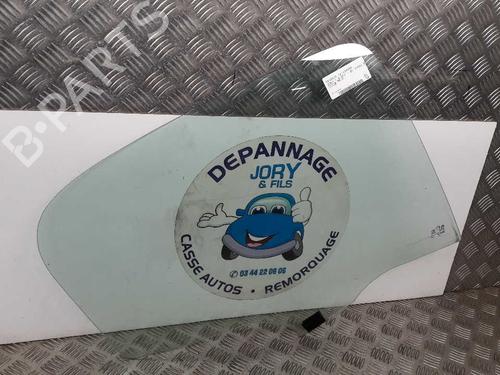 B-PARTS
DEPANNAGE
JORY
& FILS
03 44 22 06 06
CASSE AUTOS - REMORQUAGE